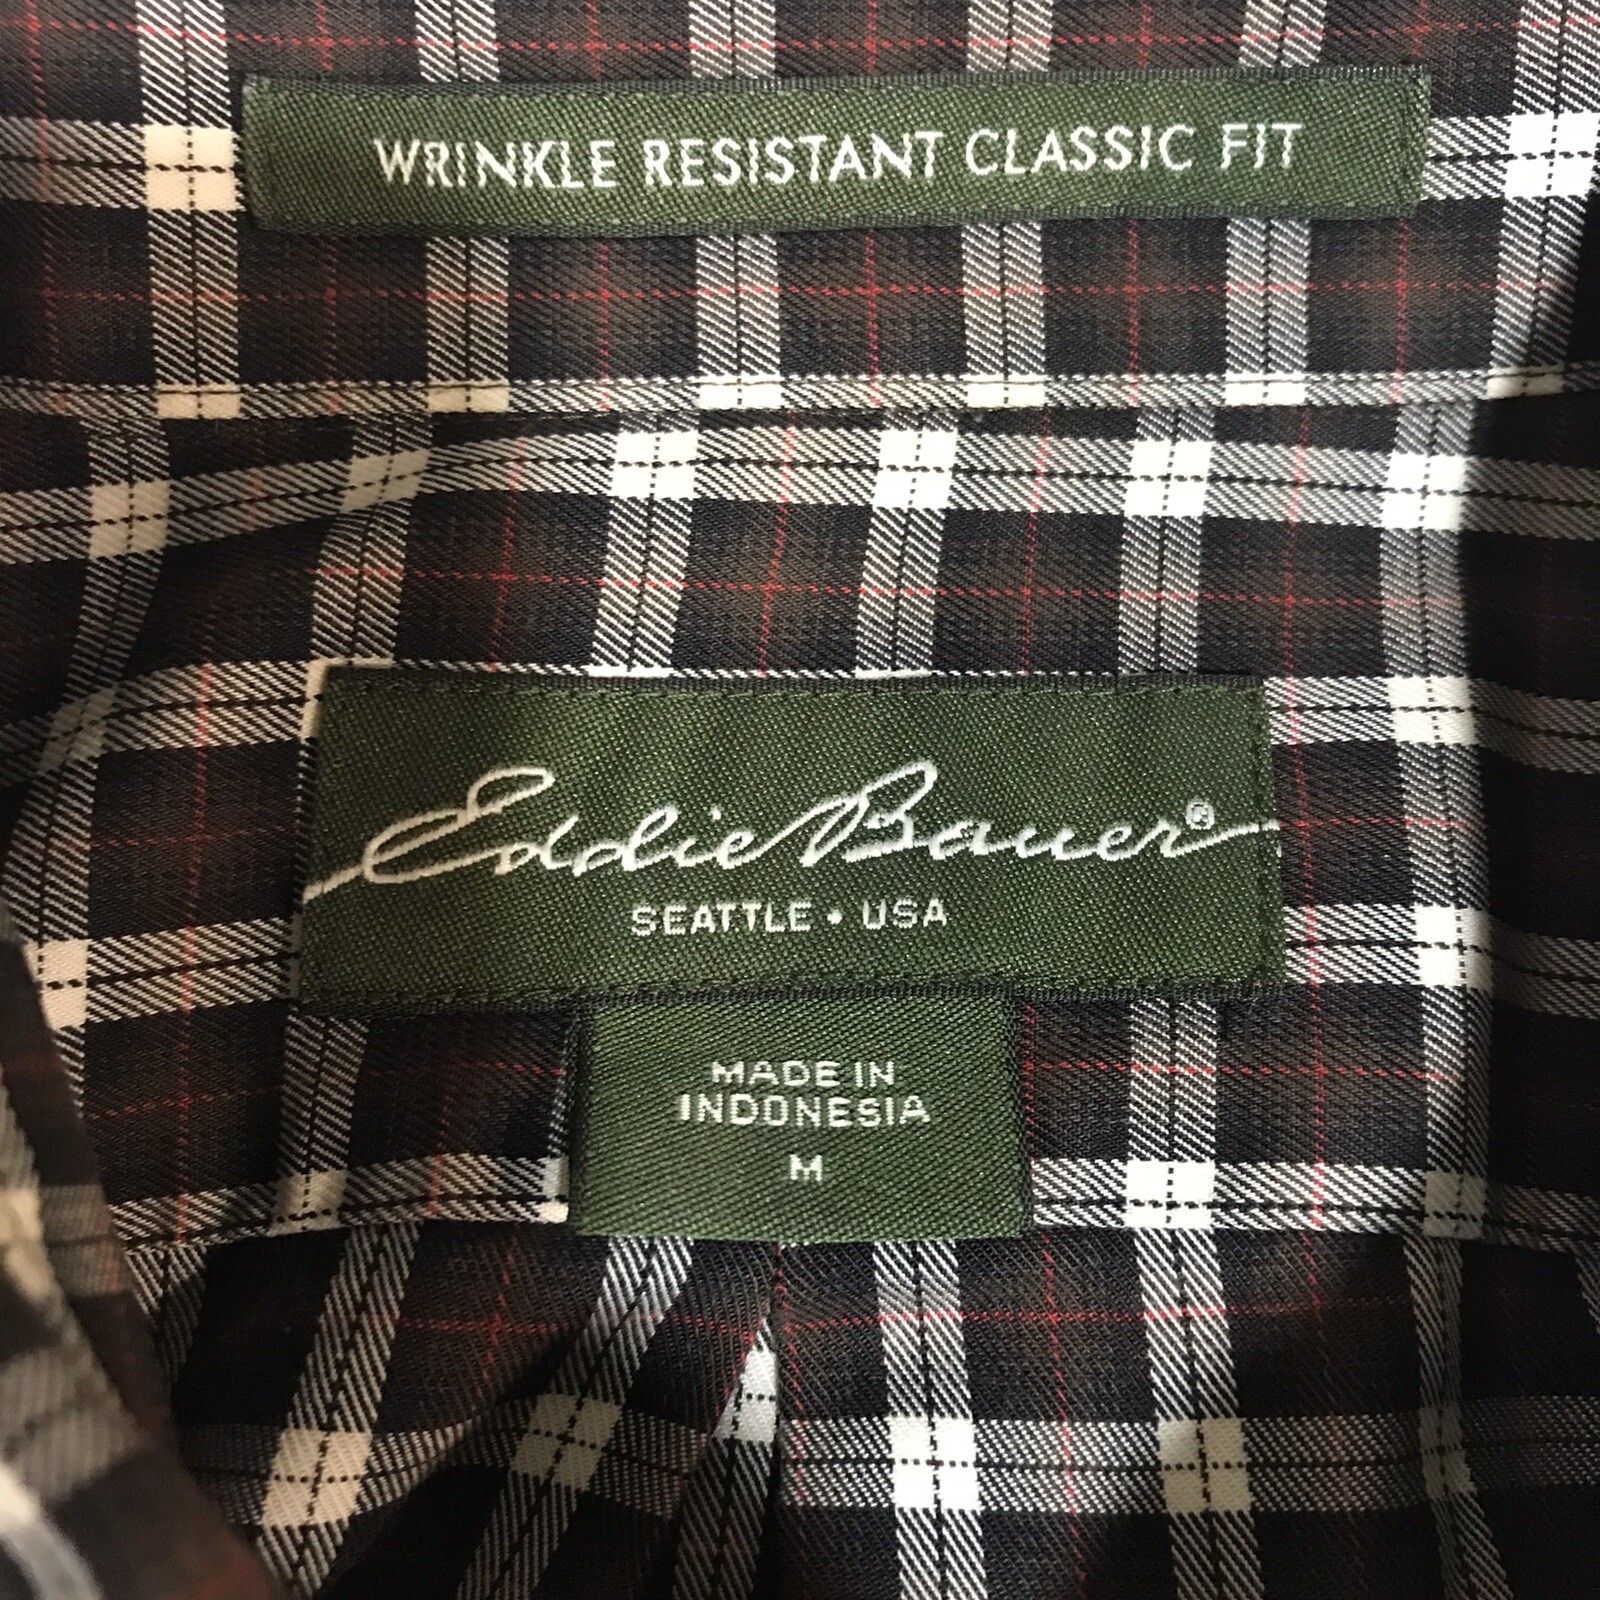 WRINKLE RESISTANT CLASSIC FIT
Eddie Bauer®
SEATTLE • USA
MADE IN
INDONESIA
M